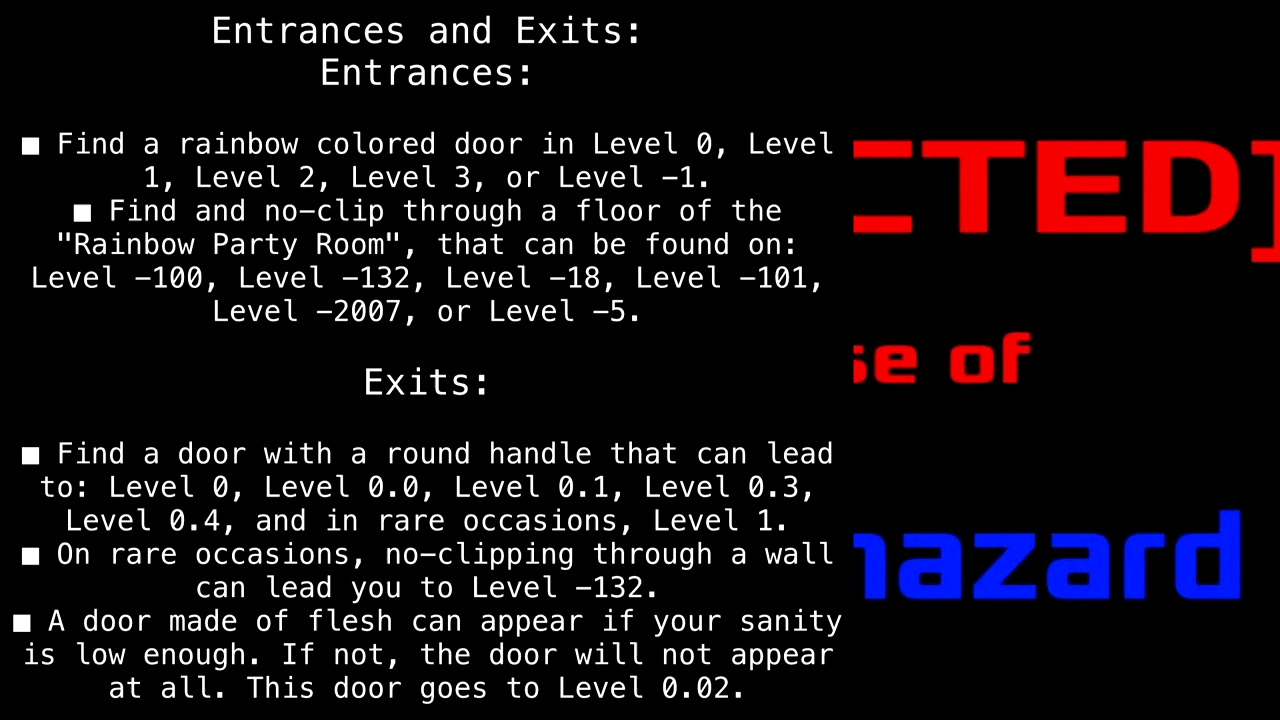 Entrances and Exits:
Entrances:
■ Find a rainbow colored door in Level 0, Level
1, Level 2, Level 3, or Level -1.
■ Find and no-clip through a floor of the
"Rainbow Party Room", that can be found on:
Level -100, Level -132, Level -18, Level -101,
Level -2007, or Level -5.
Exits:
■ Find a door with a round handle that can lead
to: Level 0, Level 0.0, Level 0.1, Level 0.3,
Level 0.4, and in rare occasions, Level 1.
■ On rare occasions, no-clipping through a wall
can lead you to Level -132.
■ A door made of flesh can appear if your sanity
is low enough. If not, the door will not appear
at all. This door goes to Level 0.02.
TED]
se of
azard